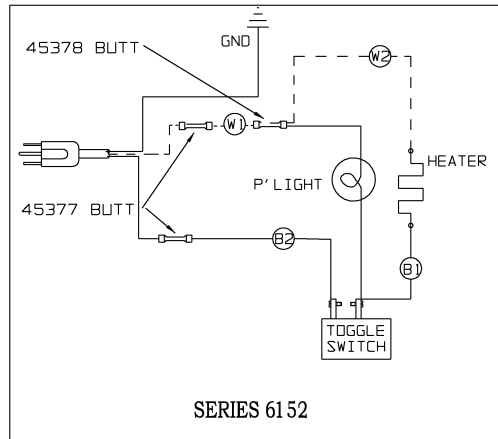 45378 BUTT
GND
W2
W1
HEATER
P'LIGHT
45377 BUTT
B2
B1
TOGGLE
SWITCH
SERIES 6152